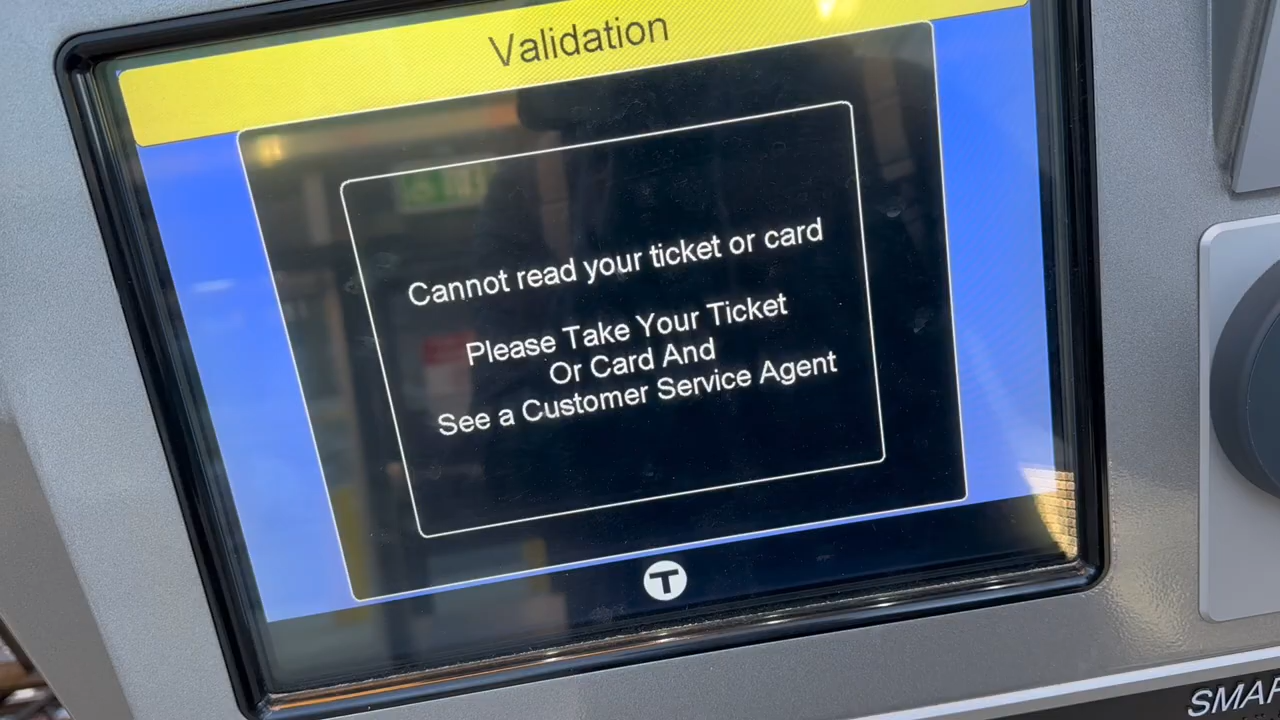 Validation
Cannot read your ticket or card
Please Take Your Ticket
Or Card And
See a Customer Service Agent
T
SMAR